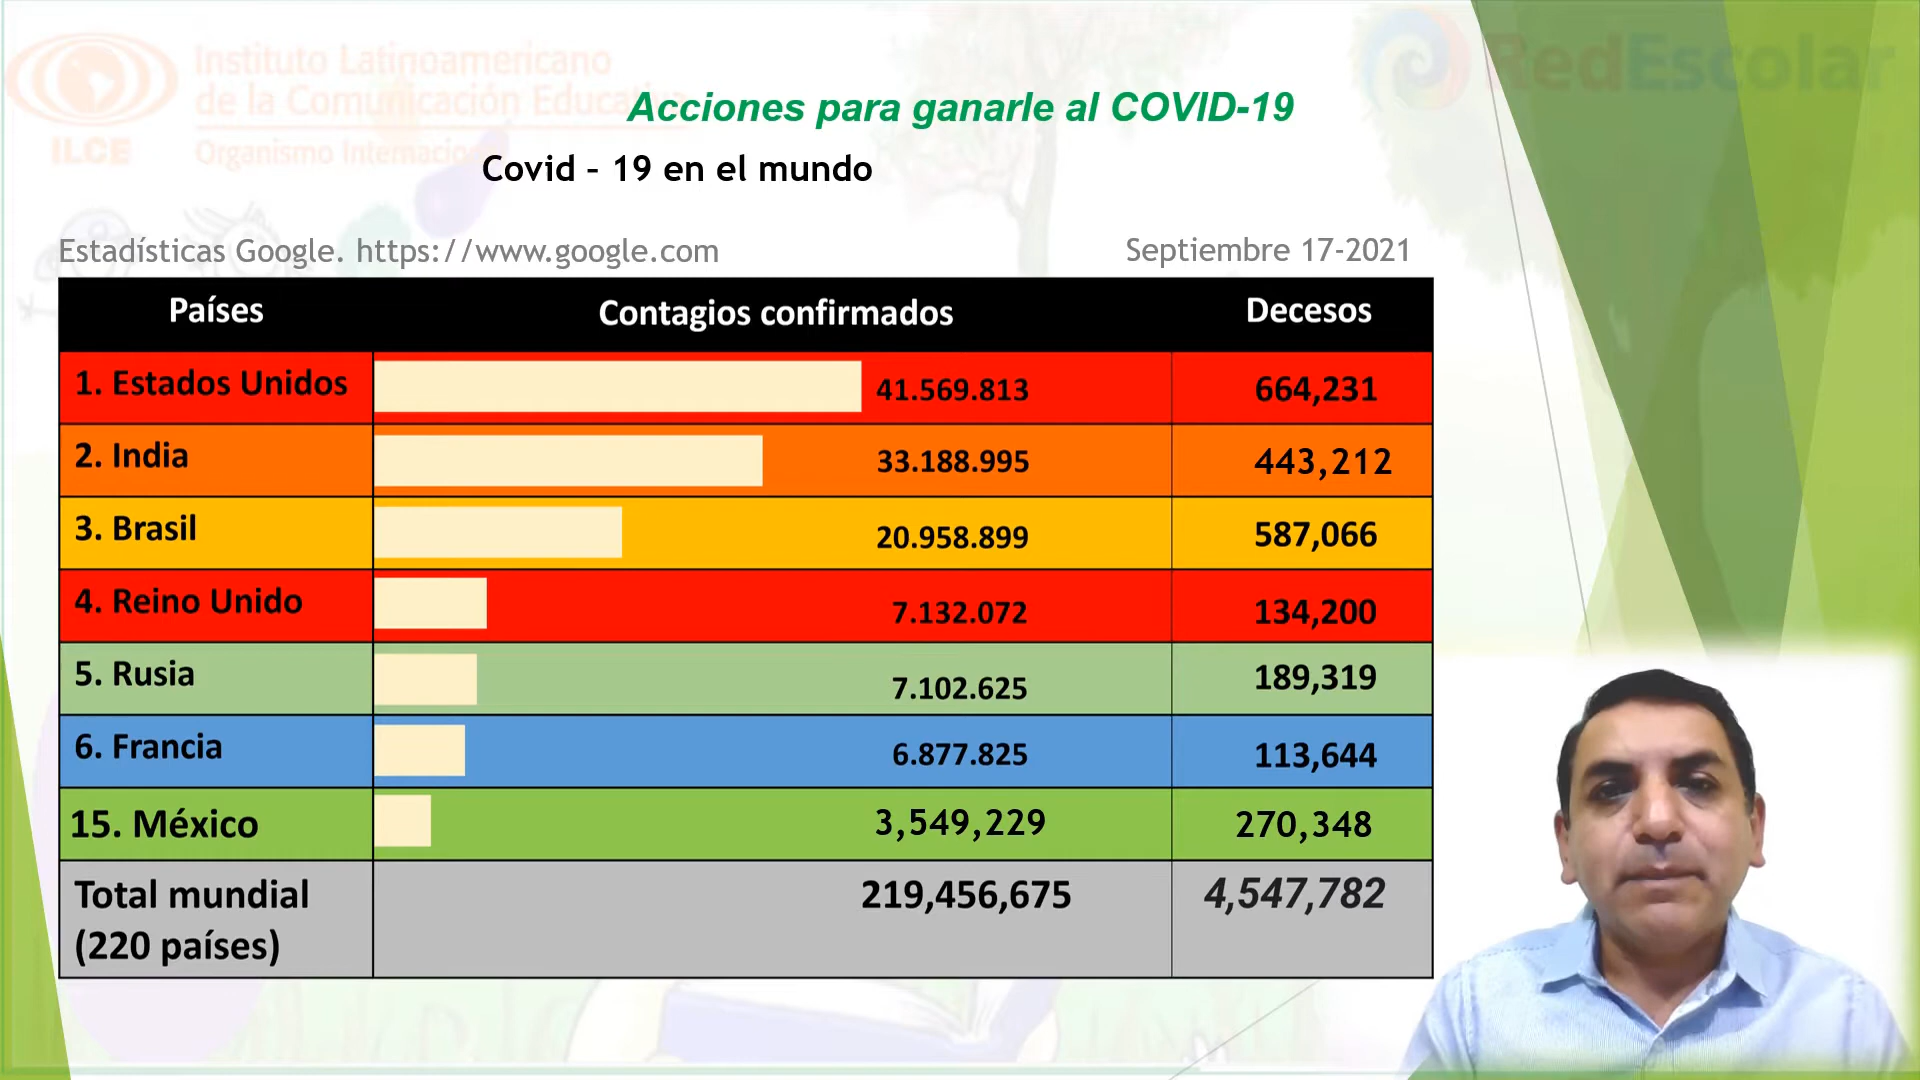 Instituto Latinoamericano
de la Comunicación Educa
Organismo Internacio
ILCE
RedEscolar
Acciones para ganarle al COVID-19
Covid – 19 en el mundo
Estadísticas Google. https://www.google.com Septiembre 17-2021
Países Contagios confirmados Decesos
1. Estados Unidos 41.569.813 664,231
2. India 33.188.995 443,212
3. Brasil 20.958.899 587,066
4. Reino Unido 7.132.072 134,200
5. Rusia 7.102.625 189,319
6. Francia 6.877.825 113,644
15. México 3,549,229 270,348
Total mundial 219,456,675 4,547,782
(220 países)